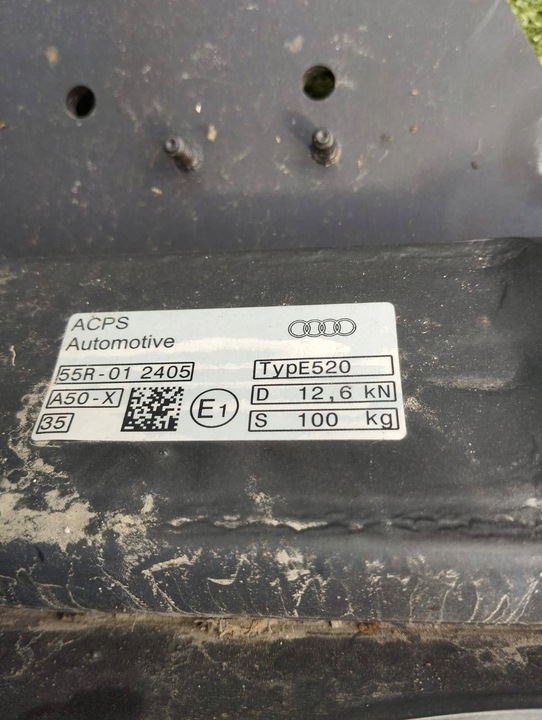 ACPS
Automotive
55R-01 2405
A50-X
35
E1
TypE520
D 12,6 kN
S 100 kg